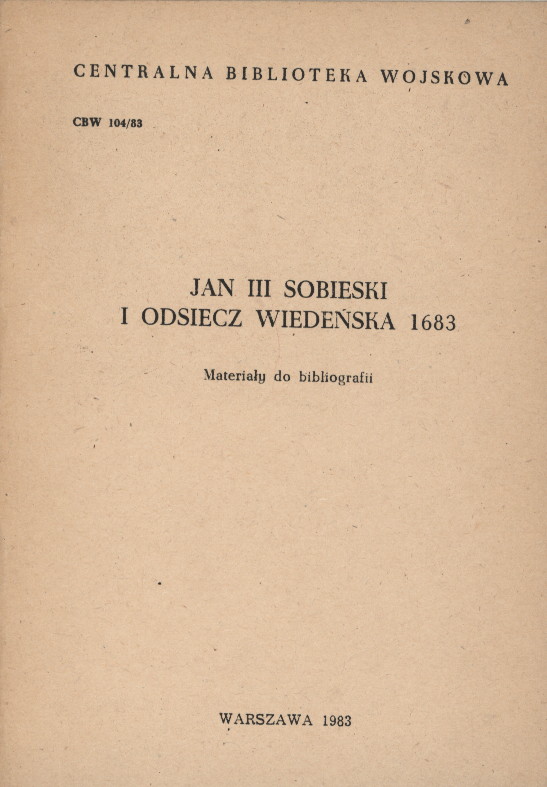 CENTRALNA BIBLIOTEKA WOJSKOWA
CBW 104/83
JAN III SOBIESKI
I ODSIECZ WIEDEŃSKA 1683
Materiały do bibliografii
WARSZAWA 1983